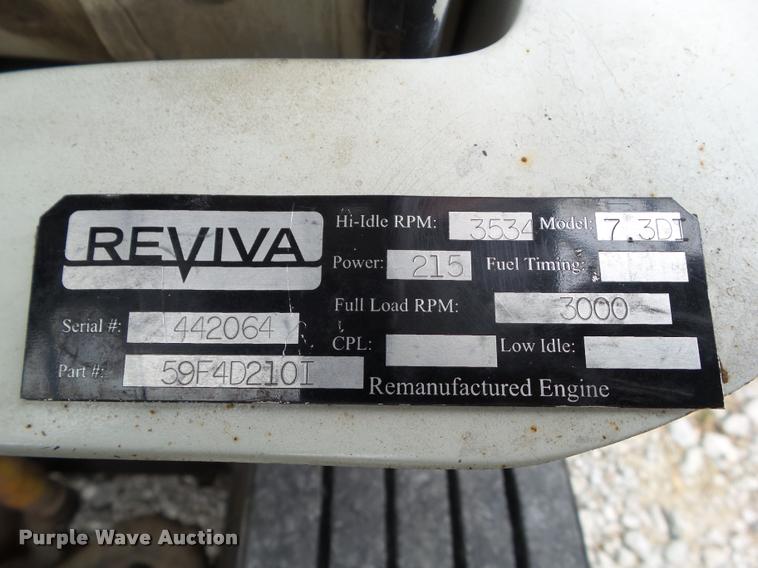 REVIVA
Hi-Idle RPM: 3534 Model: 7.3DI
Power: 215 Fuel Timing:
Full Load RPM: 3000
Serial #: 442064
CPL: Low Idle:
Part #: 59F4D210I
Remanufactured Engine
Purple Wave Auction